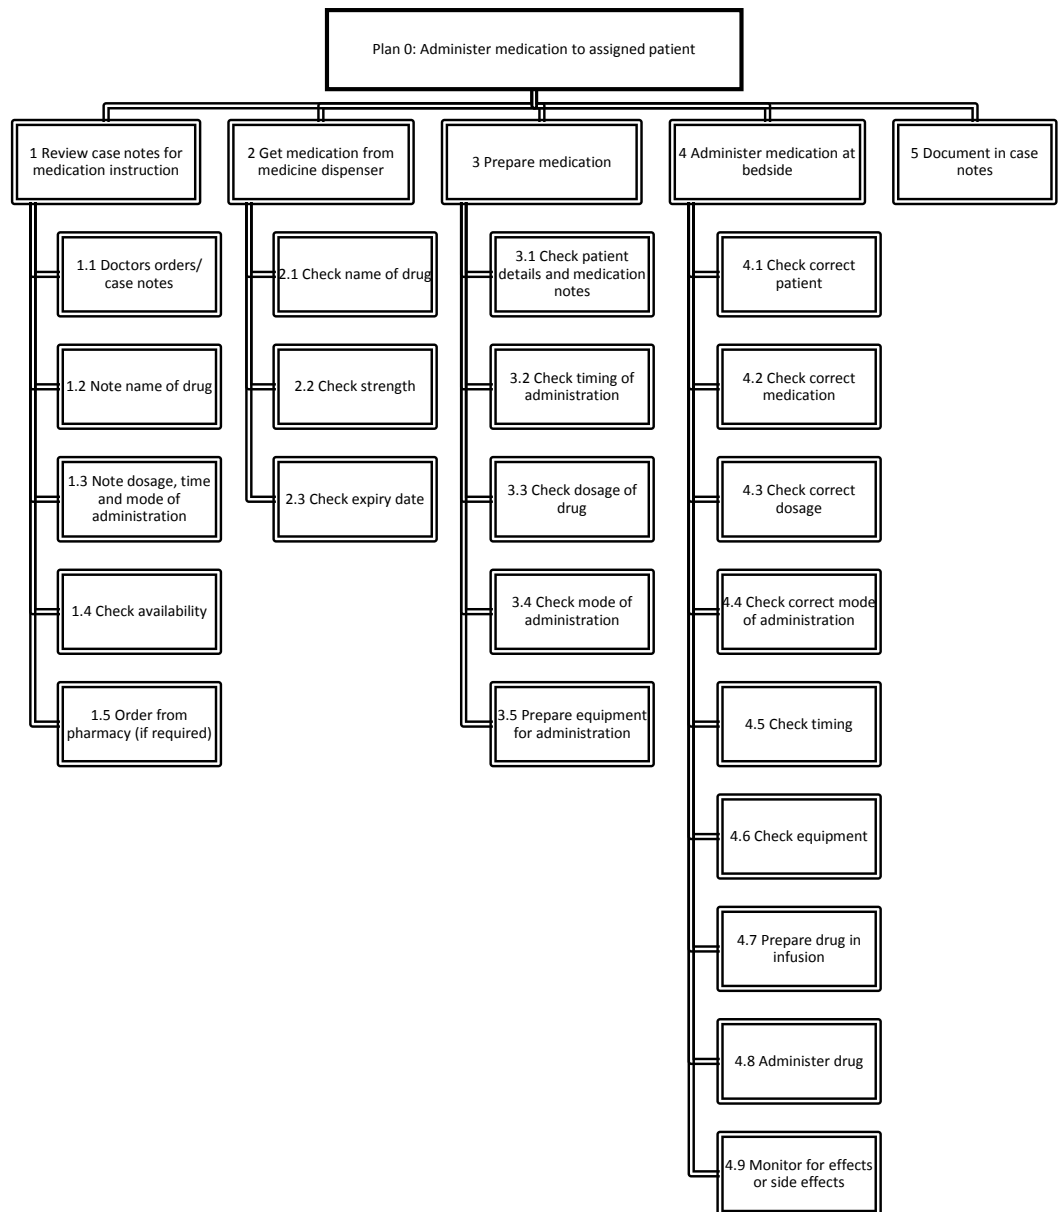 Plan 0: Administer medication to assigned patient
1 Review case notes for
medication instruction
2 Get medication from
medicine dispenser
3 Prepare medication
4 Administer medication at
bedside
5 Document in case
notes
1.1 Doctors orders/
case notes
1.2 Note name of drug
1.3 Note dosage, time
and mode of
administration
1.4 Check availability
1.5 Order from
pharmacy (if required)
2.1 Check name of drug
2.2 Check strength
2.3 Check expiry date
3.1 Check patient
details and medication
notes
3.2 Check timing of
administration
3.3 Check dosage of
drug
3.4 Check mode of
administration
3.5 Prepare equipment
for administration
4.1 Check correct
patient
4.2 Check correct
medication
4.3 Check correct
dosage
4.4 Check correct mode
of administration
4.5 Check timing
4.6 Check equipment
4.7 Prepare drug in
infusion
4.8 Administer drug
4.9 Monitor for effects
or side effects